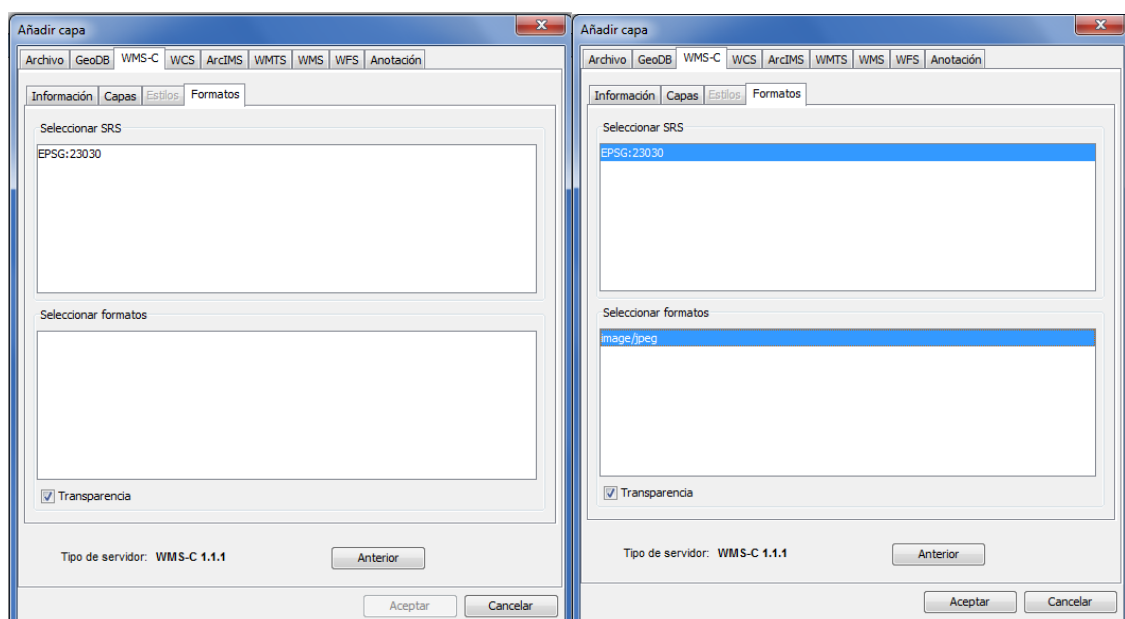 Añadir capa
Archivo GeoDB WMS-C WCS ArcIMS WMTS WMS WFS Anotación
Información Capas Estilos Formatos
Seleccionar SRS
EPSG:23030
Seleccionar formatos
Transparencia
Tipo de servidor: WMS-C 1.1.1 Anterior
Aceptar Cancelar
Añadir capa
Archivo GeoDB WMS-C WCS ArcIMS WMTS WMS WFS Anotación
Información Capas Estilos Formatos
Seleccionar SRS
EPSG:23030
Seleccionar formatos
image/jpeg
Transparencia
Tipo de servidor: WMS-C 1.1.1 Anterior
Aceptar Cancelar